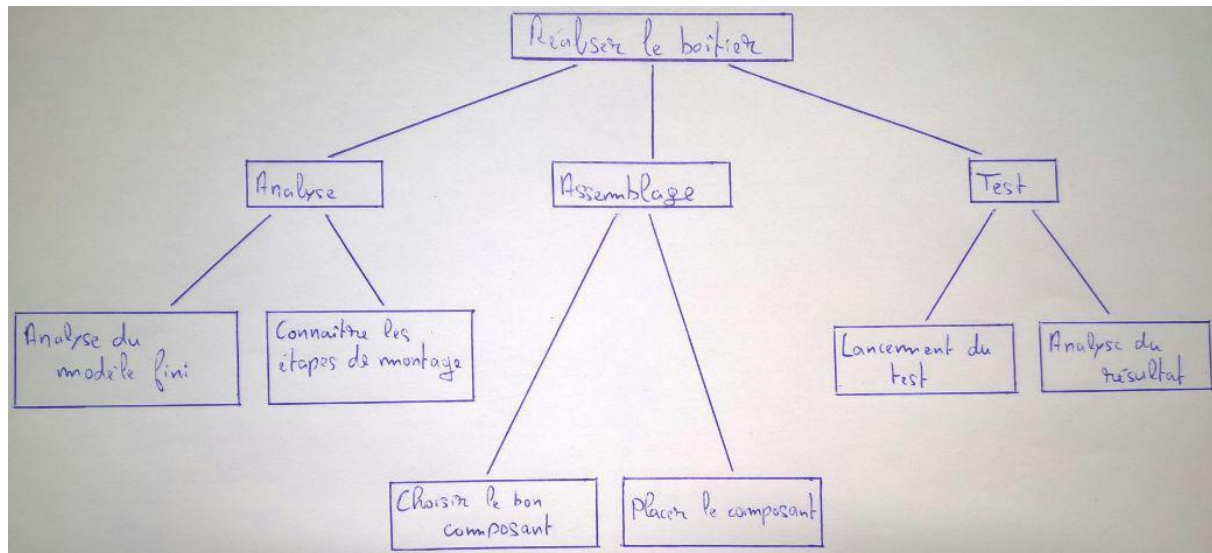 Réaliser le boîtier
Analyse
Assemblage
Test
Analyse du
modèle fini
Connaître les
étapes de montage
Lancement du
test
Analyse du
résultat
Choisir le bon
composant
Placer le composant